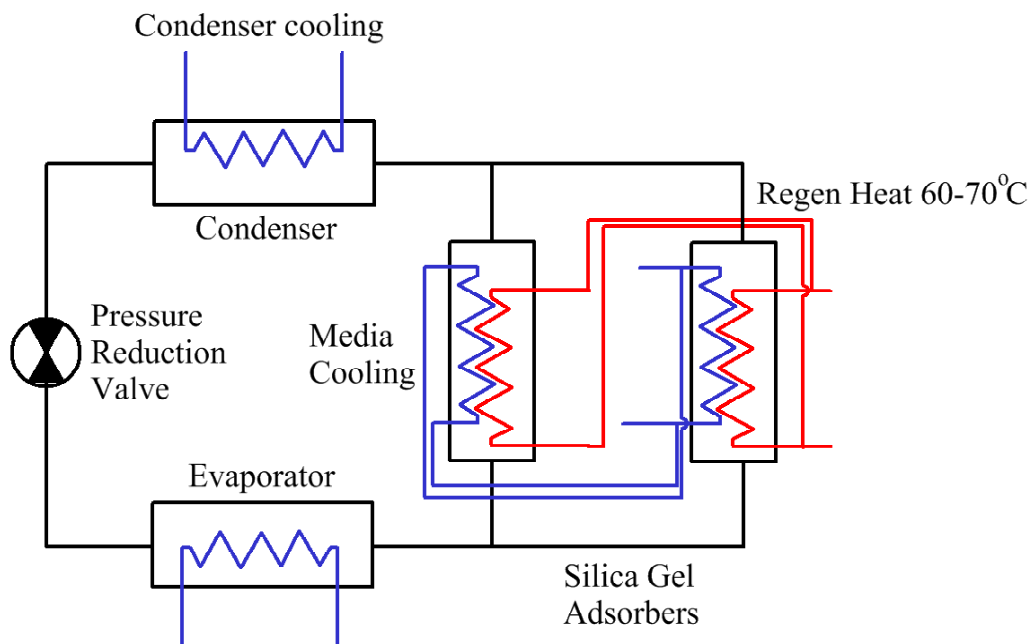 Condenser cooling
Condenser
Regen Heat 60-70°C
Pressure
Reduction
Valve
Media
Cooling
Evaporator
Silica Gel
Adsorbers